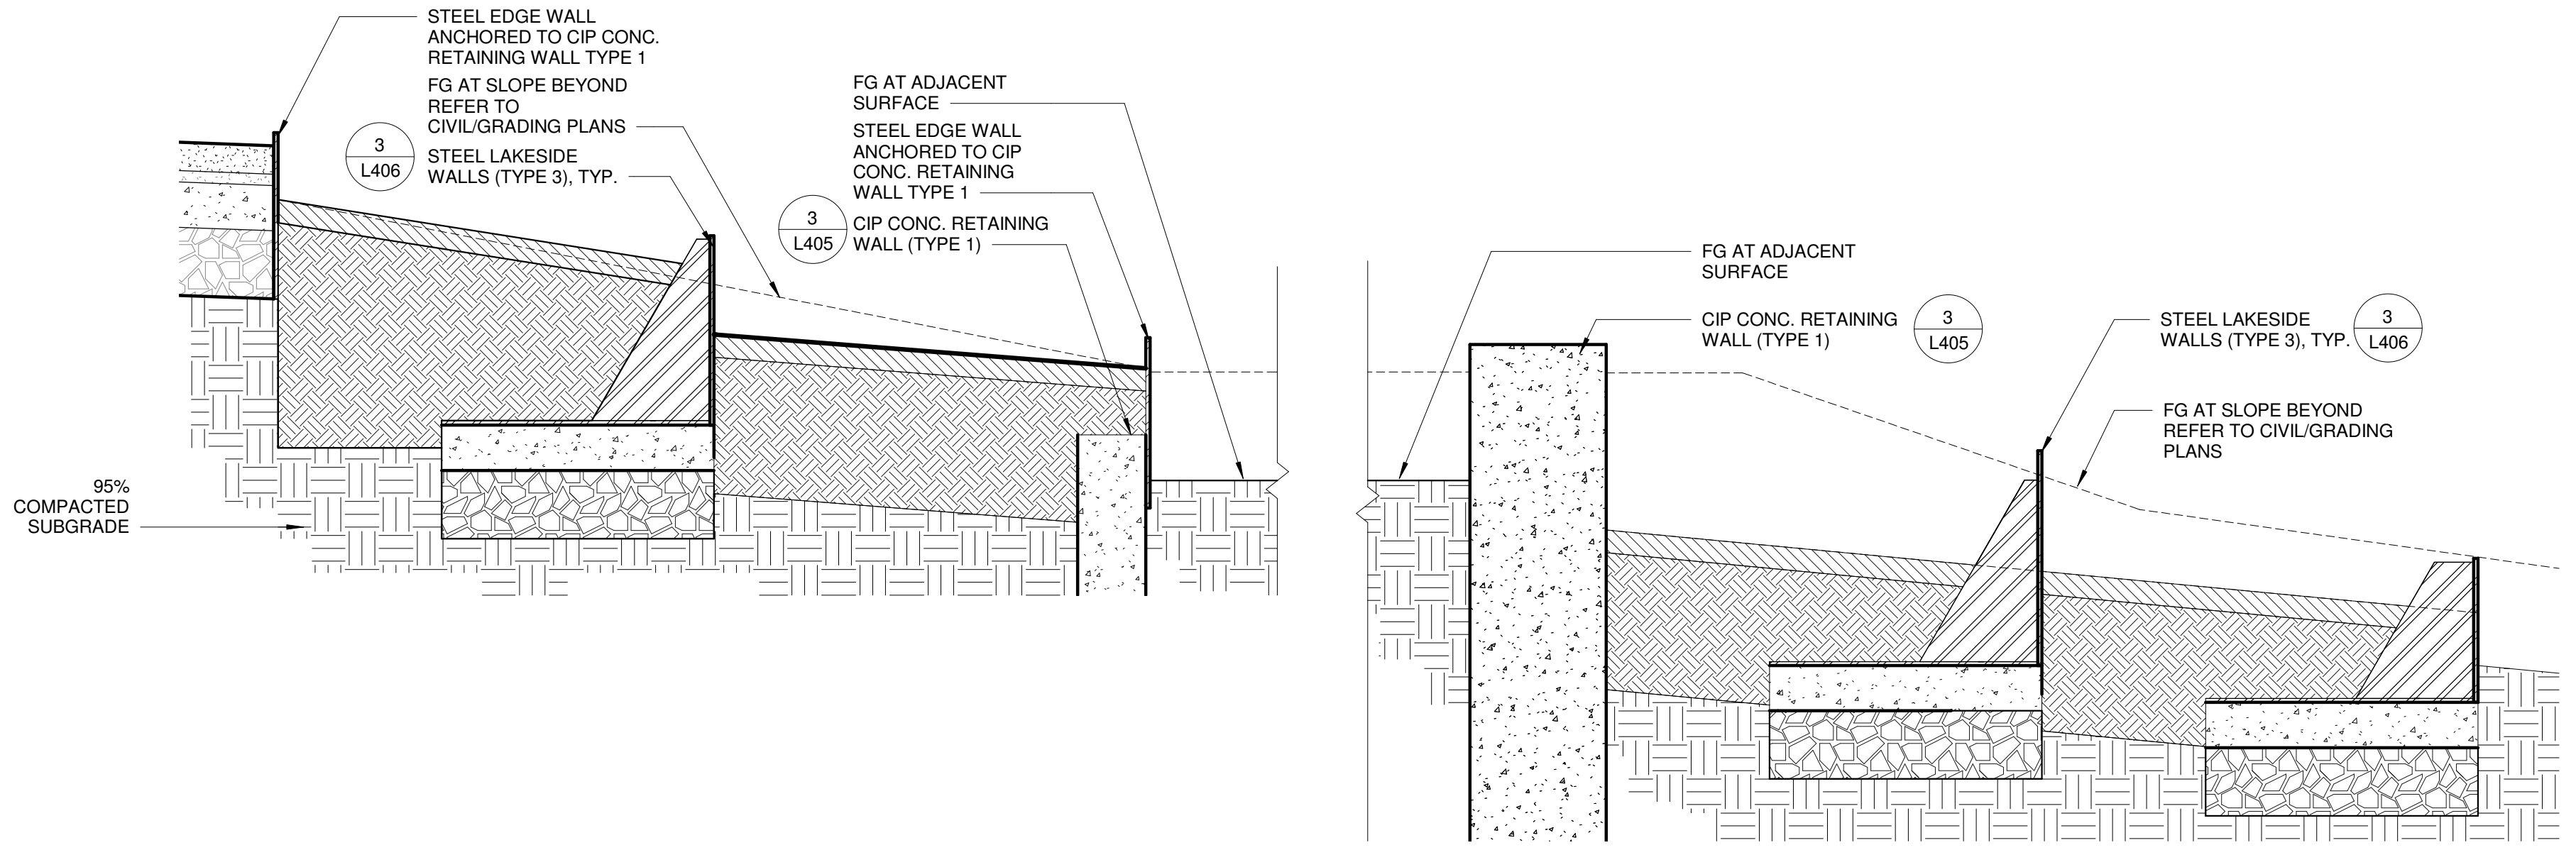 STEEL EDGE WALL
ANCHORED TO CIP CONC.
RETAINING WALL TYPE 1
FG AT SLOPE BEYOND
REFER TO
CIVIL/GRADING PLANS
3
L406
STEEL LAKESIDE
WALLS (TYPE 3), TYP.
FG AT ADJACENT
SURFACE
STEEL EDGE WALL
ANCHORED TO CIP
CONC. RETAINING
WALL TYPE 1
3
L405
CIP CONC. RETAINING
WALL (TYPE 1)
95%
COMPACTED
SUBGRADE
FG AT ADJACENT
SURFACE
CIP CONC. RETAINING
WALL (TYPE 1)
3
L405
STEEL LAKESIDE
WALLS (TYPE 3), TYP.
3
L406
FG AT SLOPE BEYOND
REFER TO CIVIL/GRADING
PLANS